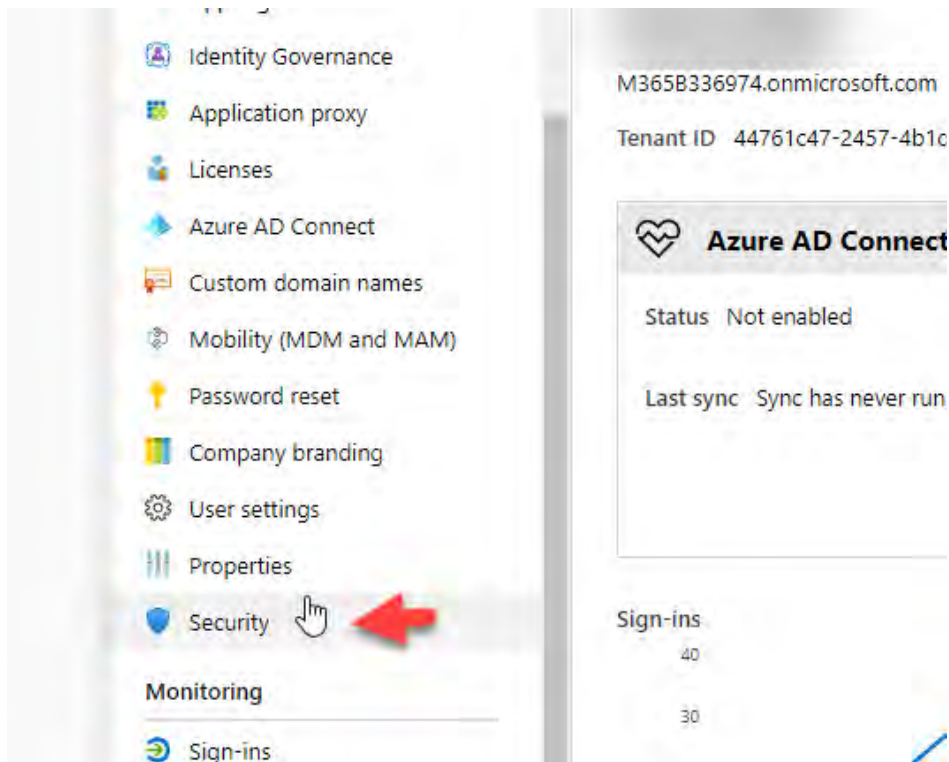 Identity Governance
Application proxy
Licenses
Azure AD Connect
Custom domain names
Mobility (MDM and MAM)
Password reset
Company branding
User settings
Properties
Security
Monitoring
Sign-ins
M365B336974.onmicrosoft.com
Tenant ID 44761c47-2457-4b1c
Azure AD Connect
Status Not enabled
Last sync Sync has never run
Sign-ins
40
30